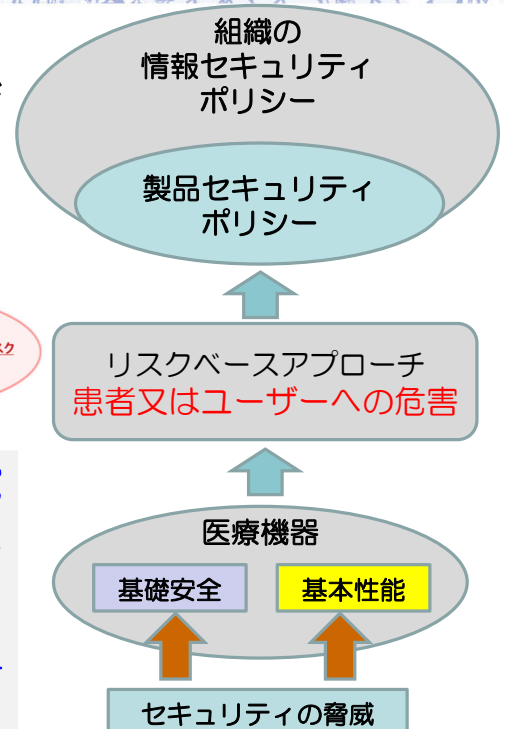 組織の
情報セキュリティ
ポリシー
製品セキュリティ
ポリシー
スク
リスクベースアプローチ
患者又はユーザーへの危害
医療機器
基礎安全
基本性能
セキュリティの脅威